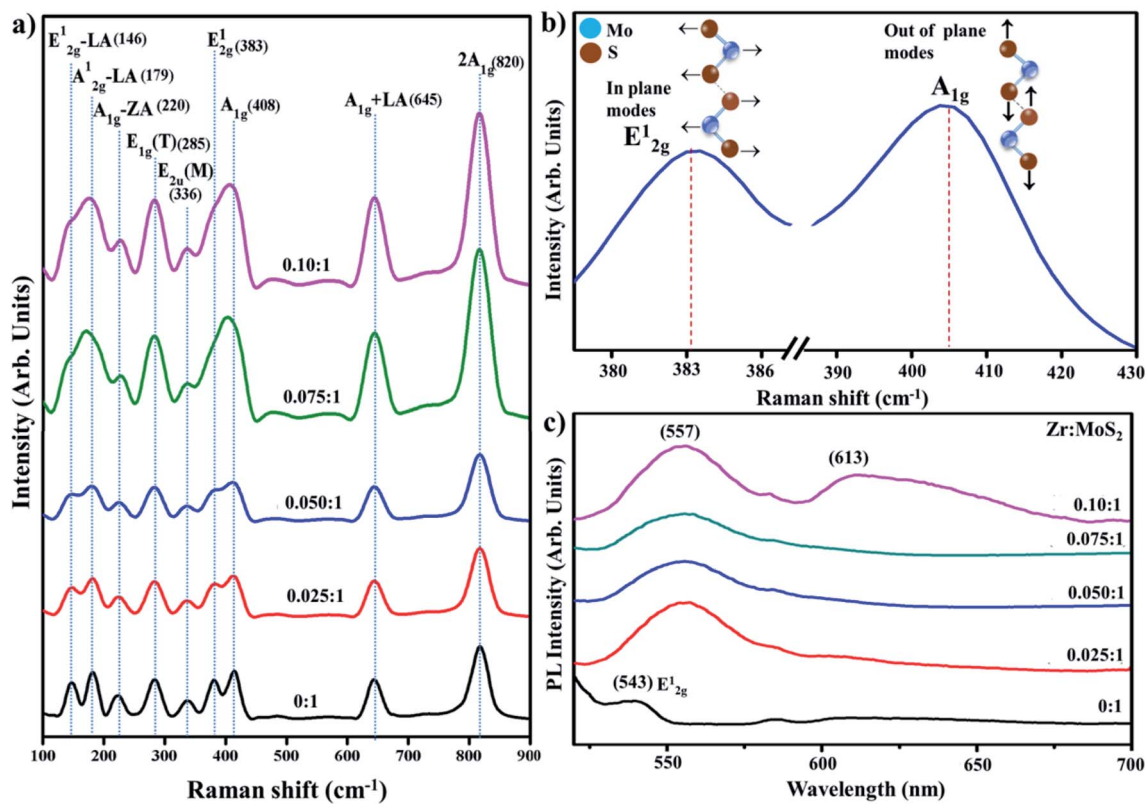 a)
E¹₂g-LA (146)
A¹₂g-LA (179)
A₁g-ZA (220)
E₁g(T)(285)
E₂u(M)
(336)
E¹₂g(383)
A₁g(408)
A₁g+LA(645)
2A₁g(820)
0.10:1
0.075:1
0.050:1
0.025:1
0:1
Intensity (Arb. Units)
100 200 300 400 500 600 700 800 900
Raman shift (cm⁻¹)
b)
Mo
S
In plane
modes
E¹₂g
Out of plane
modes
A₁g
Intensity (Arb. Units)
380 383 386 400 410 420 430
Raman shift (cm⁻¹)
c)
Zr:MoS₂
(557)
(613)
0.10:1
0.075:1
0.050:1
0.025:1
(543) E¹₂g
0:1
PL Intensity (Arb. Units)
550 600 650 700
Wavelength (nm)